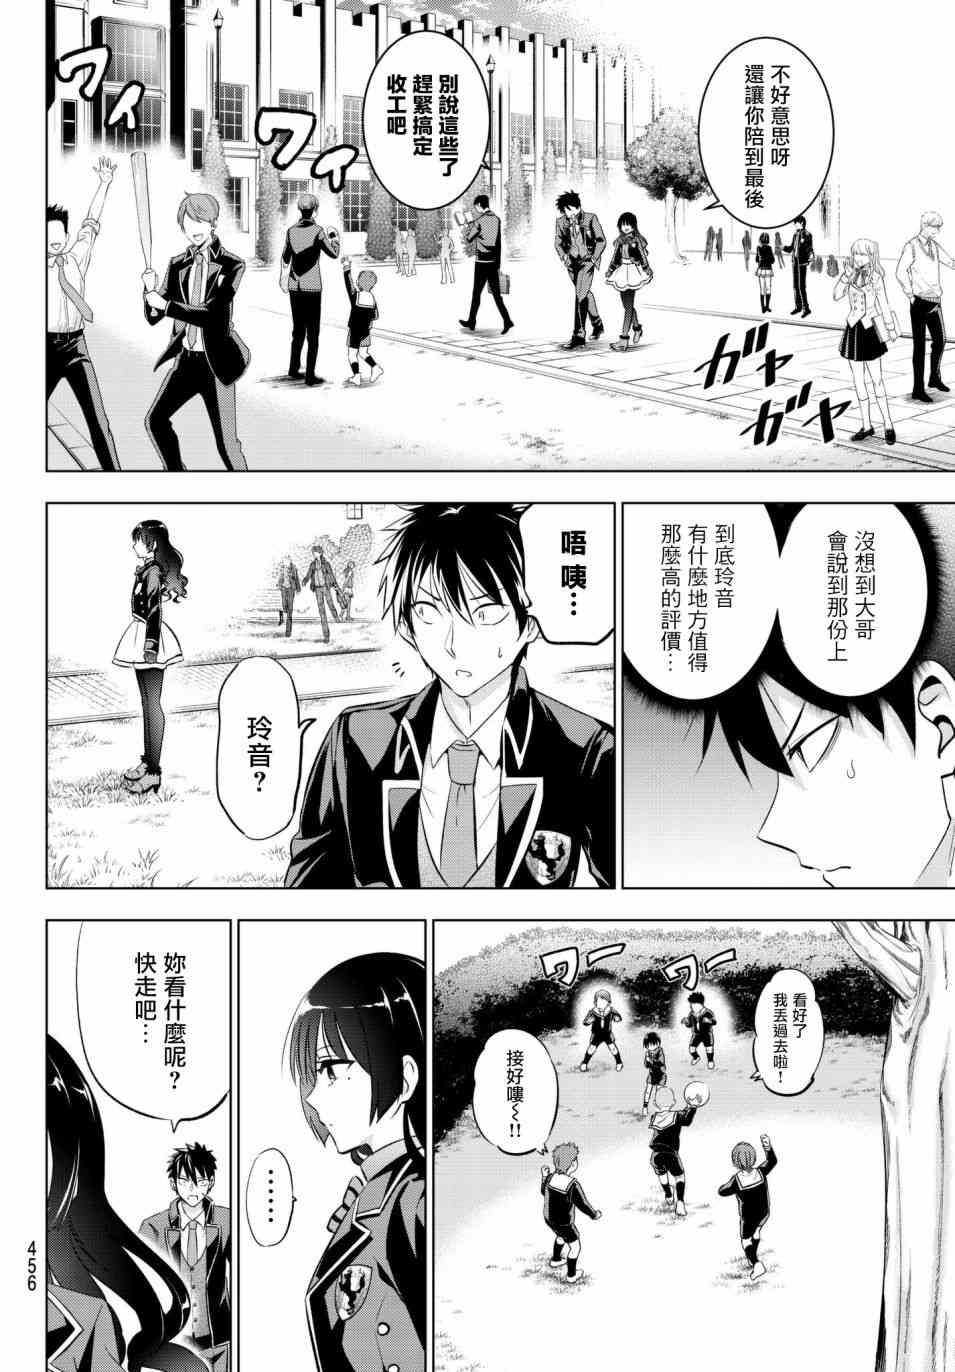 不好意思呀
還讓你陪到最後
別說這些了
趕緊搞定
收工吧
ワイ
ワイ
ガヤ
ガヤ
沒想到大哥
會說到那份上
到底玲音
有什麼地方值得
那麼高的評價…
唔咦…
玲音？
看好了
我丟過去啦！
接好嘍～!!
ワー
ワー
……
妳看什麼呢？
快走吧…
456